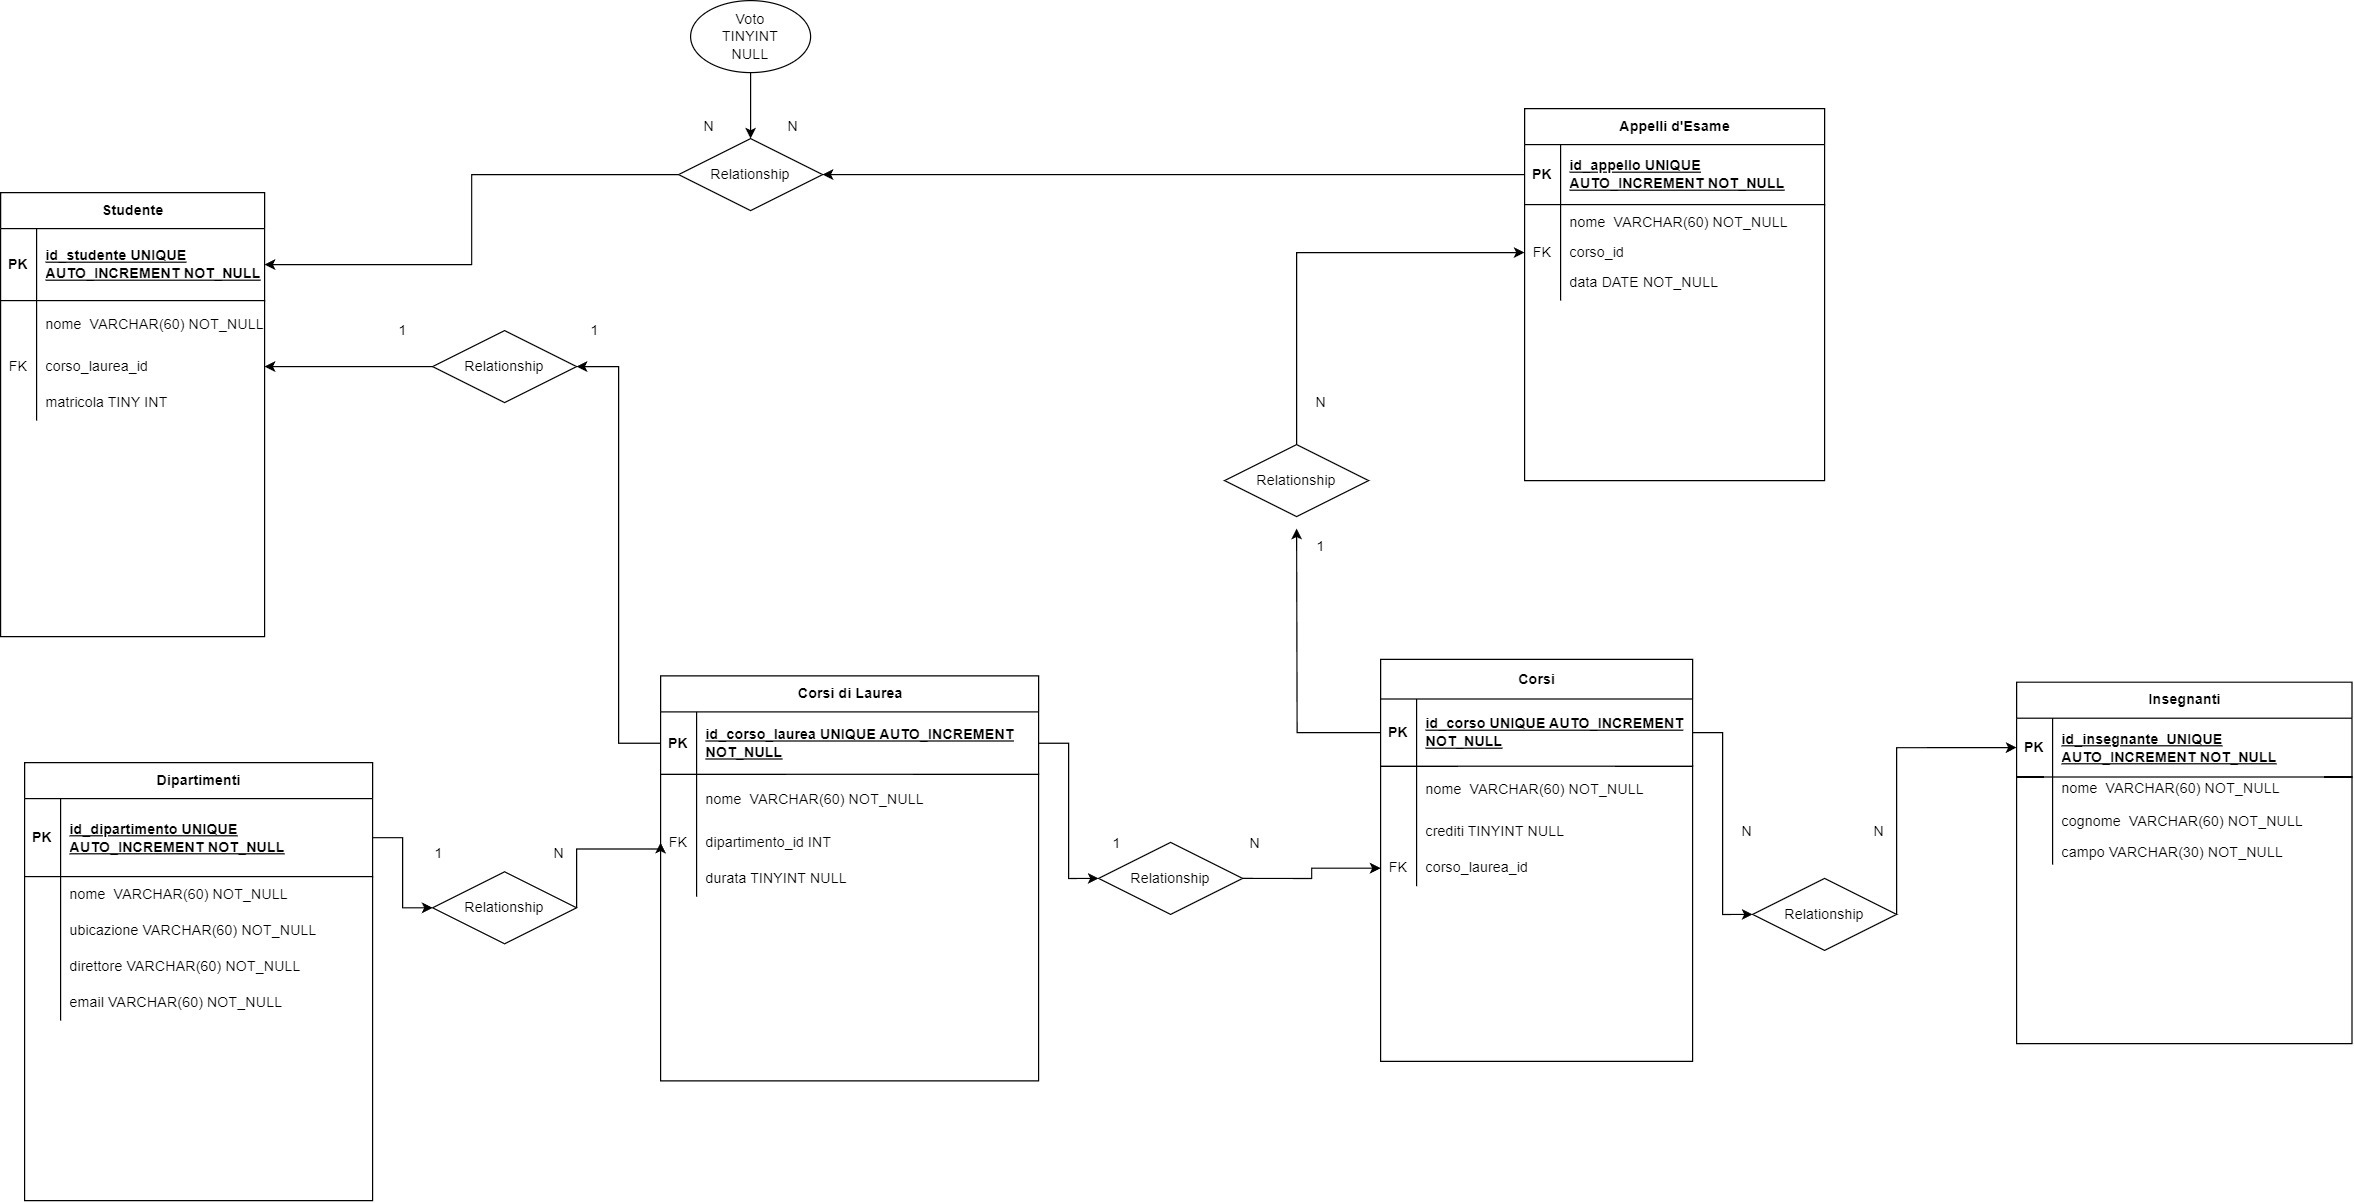 Voto
TINYINT
NULL
N
N
Relationship
Appelli d'Esame
PK
id_appello UNIQUE
AUTO_INCREMENT NOT_NULL
nome  VARCHAR(60) NOT_NULL
FK
corso_id
data DATE NOT_NULL
Studente
PK
id_studente UNIQUE
AUTO_INCREMENT NOT_NULL
nome  VARCHAR(60) NOT_NULL
FK
corso_laurea_id
matricola TINY INT
1
1
Relationship
N
Relationship
1
Corsi di Laurea
PK
id_corso_laurea UNIQUE AUTO_INCREMENT
NOT_NULL
nome  VARCHAR(60) NOT_NULL
FK
dipartimento_id INT
durata TINYINT NULL
Corsi
PK
id_corso UNIQUE AUTO_INCREMENT
NOT_NULL
nome  VARCHAR(60) NOT_NULL
crediti TINYINT NULL
FK
corso_laurea_id
Insegnanti
PK
id_insegnante  UNIQUE
AUTO_INCREMENT NOT_NULL
nome  VARCHAR(60) NOT_NULL
cognome  VARCHAR(60) NOT_NULL
campo VARCHAR(30) NOT_NULL
Dipartimenti
PK
id_dipartimento UNIQUE
AUTO_INCREMENT NOT_NULL
nome  VARCHAR(60) NOT_NULL
ubicazione VARCHAR(60) NOT_NULL
direttore VARCHAR(60) NOT_NULL
email VARCHAR(60) NOT_NULL
1
N
Relationship
1
N
Relationship
N
N
Relationship